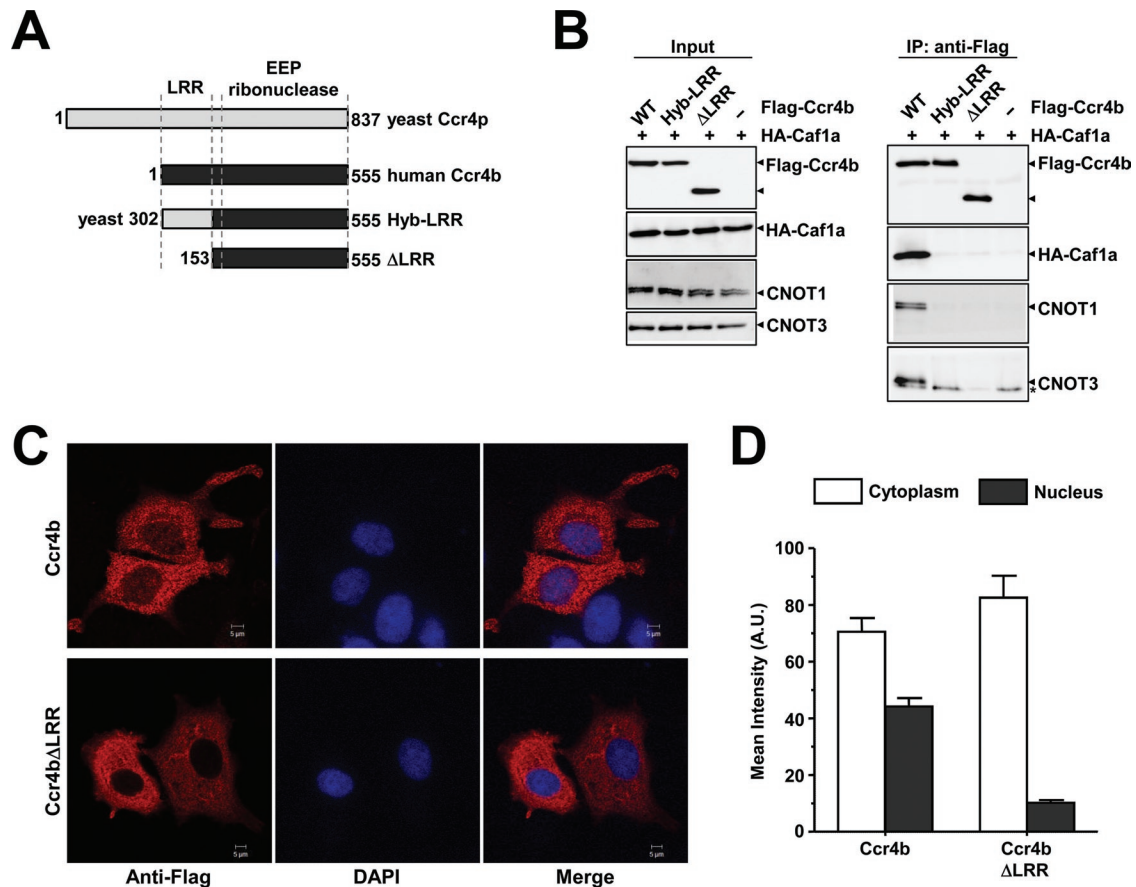 A
LRR
EEP
ribonuclease
1
837 yeast Ccr4p
1
555 human Ccr4b
yeast 302
555 Hyb-LRR
153
555 ΔLRR
B
Input
IP: anti-Flag
WT
Hyb-LRR
ΔLRR
-
Flag-Ccr4b
+ + + + HA-Caf1a
Flag-Ccr4b
HA-Caf1a
CNOT1
CNOT3
WT
Hyb-LRR
ΔLRR
-
Flag-Ccr4b
+ + + + HA-Caf1a
Flag-Ccr4b
HA-Caf1a
CNOT1
CNOT3
*
C
Ccr4b
5 µm
5 µm
5 µm
Ccr4bΔLRR
5 µm
5 µm
5 µm
Anti-Flag
DAPI
Merge
D
Cytoplasm
Nucleus
Mean Intensity (A.U.)
100
80
60
40
20
0
Ccr4b
Ccr4b
ΔLRR